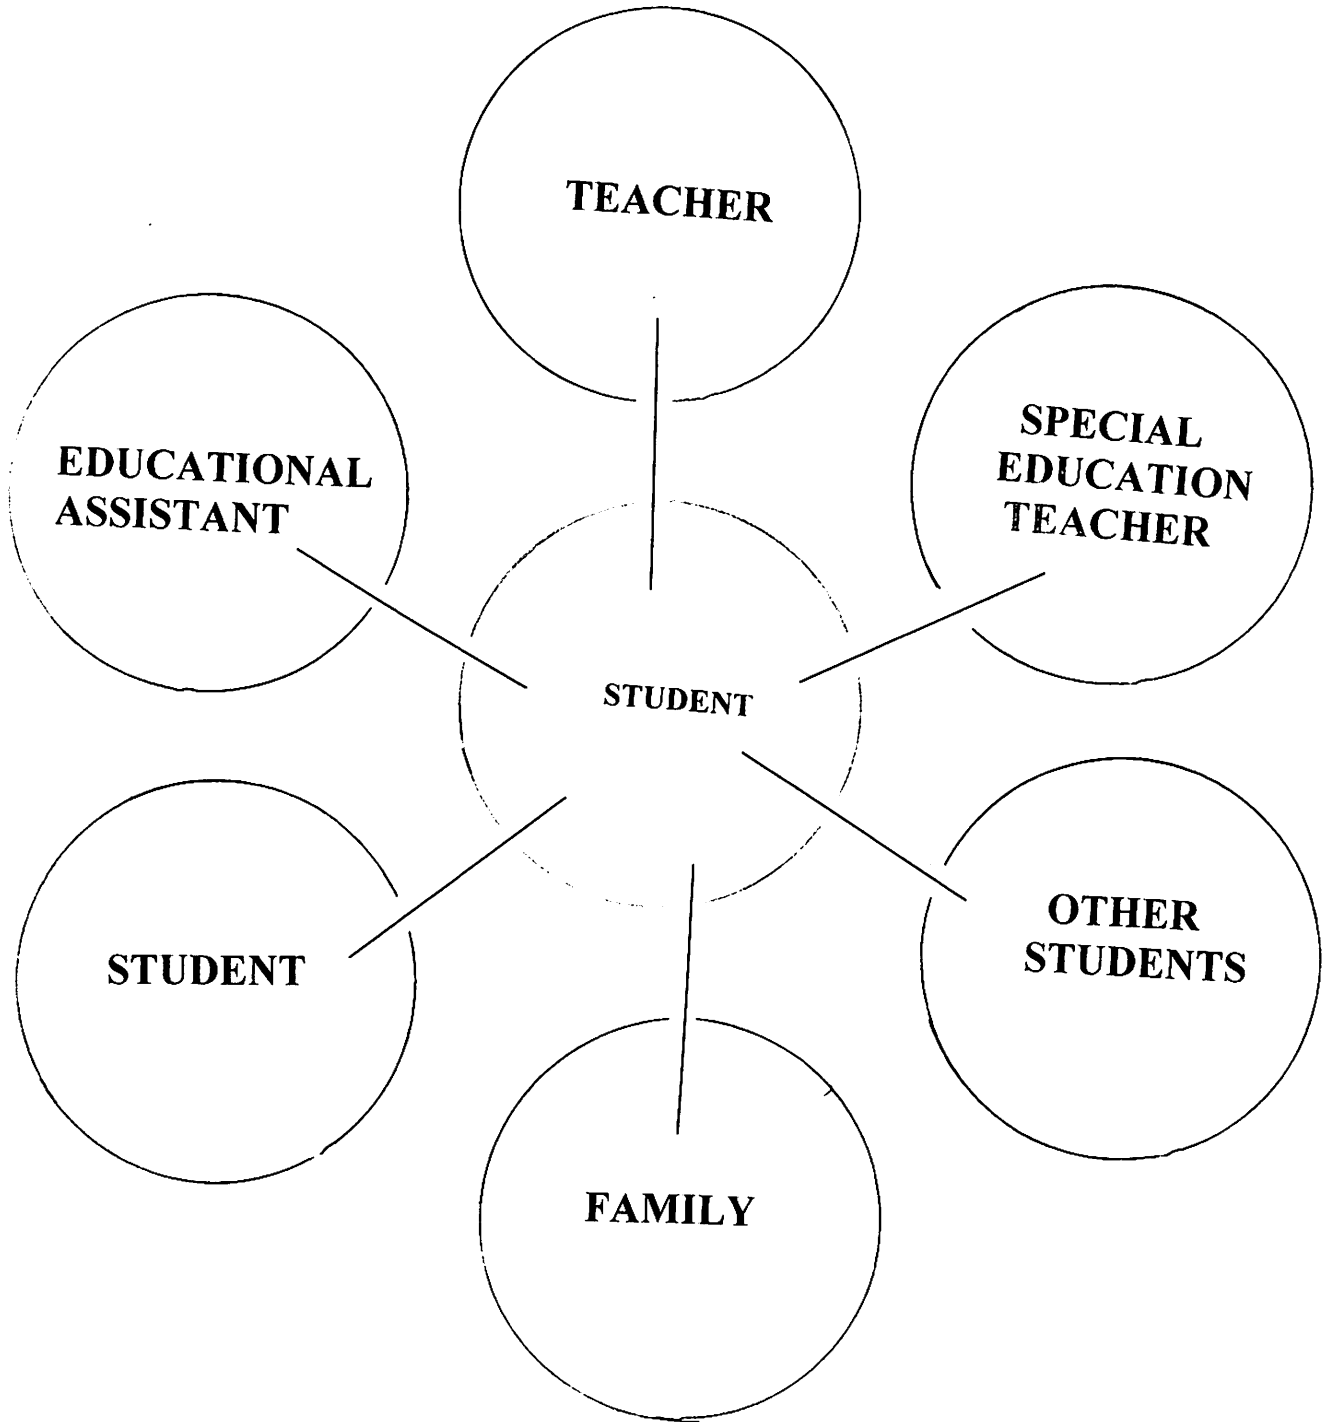 TEACHER
SPECIAL
EDUCATION
TEACHER
EDUCATIONAL
ASSISTANT
STUDENT
OTHER
STUDENTS
STUDENT
FAMILY